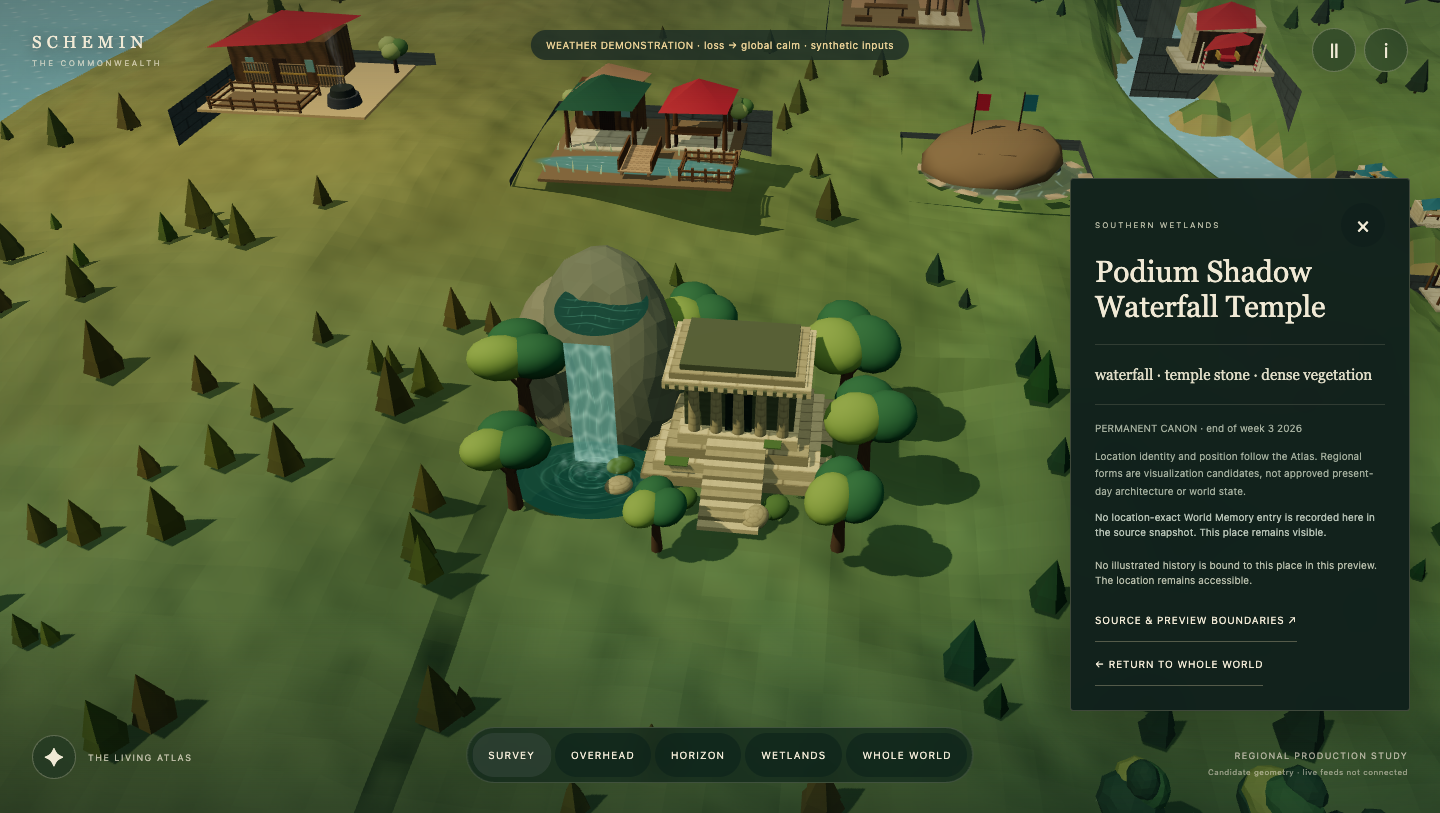 SCHEMIN
THE COMMONWEALTH
WEATHER DEMONSTRATION · loss → global calm · synthetic inputs
i
SOUTHERN WETLANDS
×
Podium Shadow
Waterfall Temple
waterfall · temple stone · dense vegetation
PERMANENT CANON · end of week 3 2026
Location identity and position follow the Atlas. Regional
forms are visualization candidates, not approved present-
day architecture or world state.
No location-exact World Memory entry is recorded here in
the source snapshot. This place remains visible.
No illustrated history is bound to this place in this preview.
The location remains accessible.
SOURCE & PREVIEW BOUNDARIES ↗
← RETURN TO WHOLE WORLD
THE LIVING ATLAS
SURVEY OVERHEAD HORIZON WETLANDS WHOLE WORLD
REGIONAL PRODUCTION STUDY
Candidate geometry · live feeds not connected